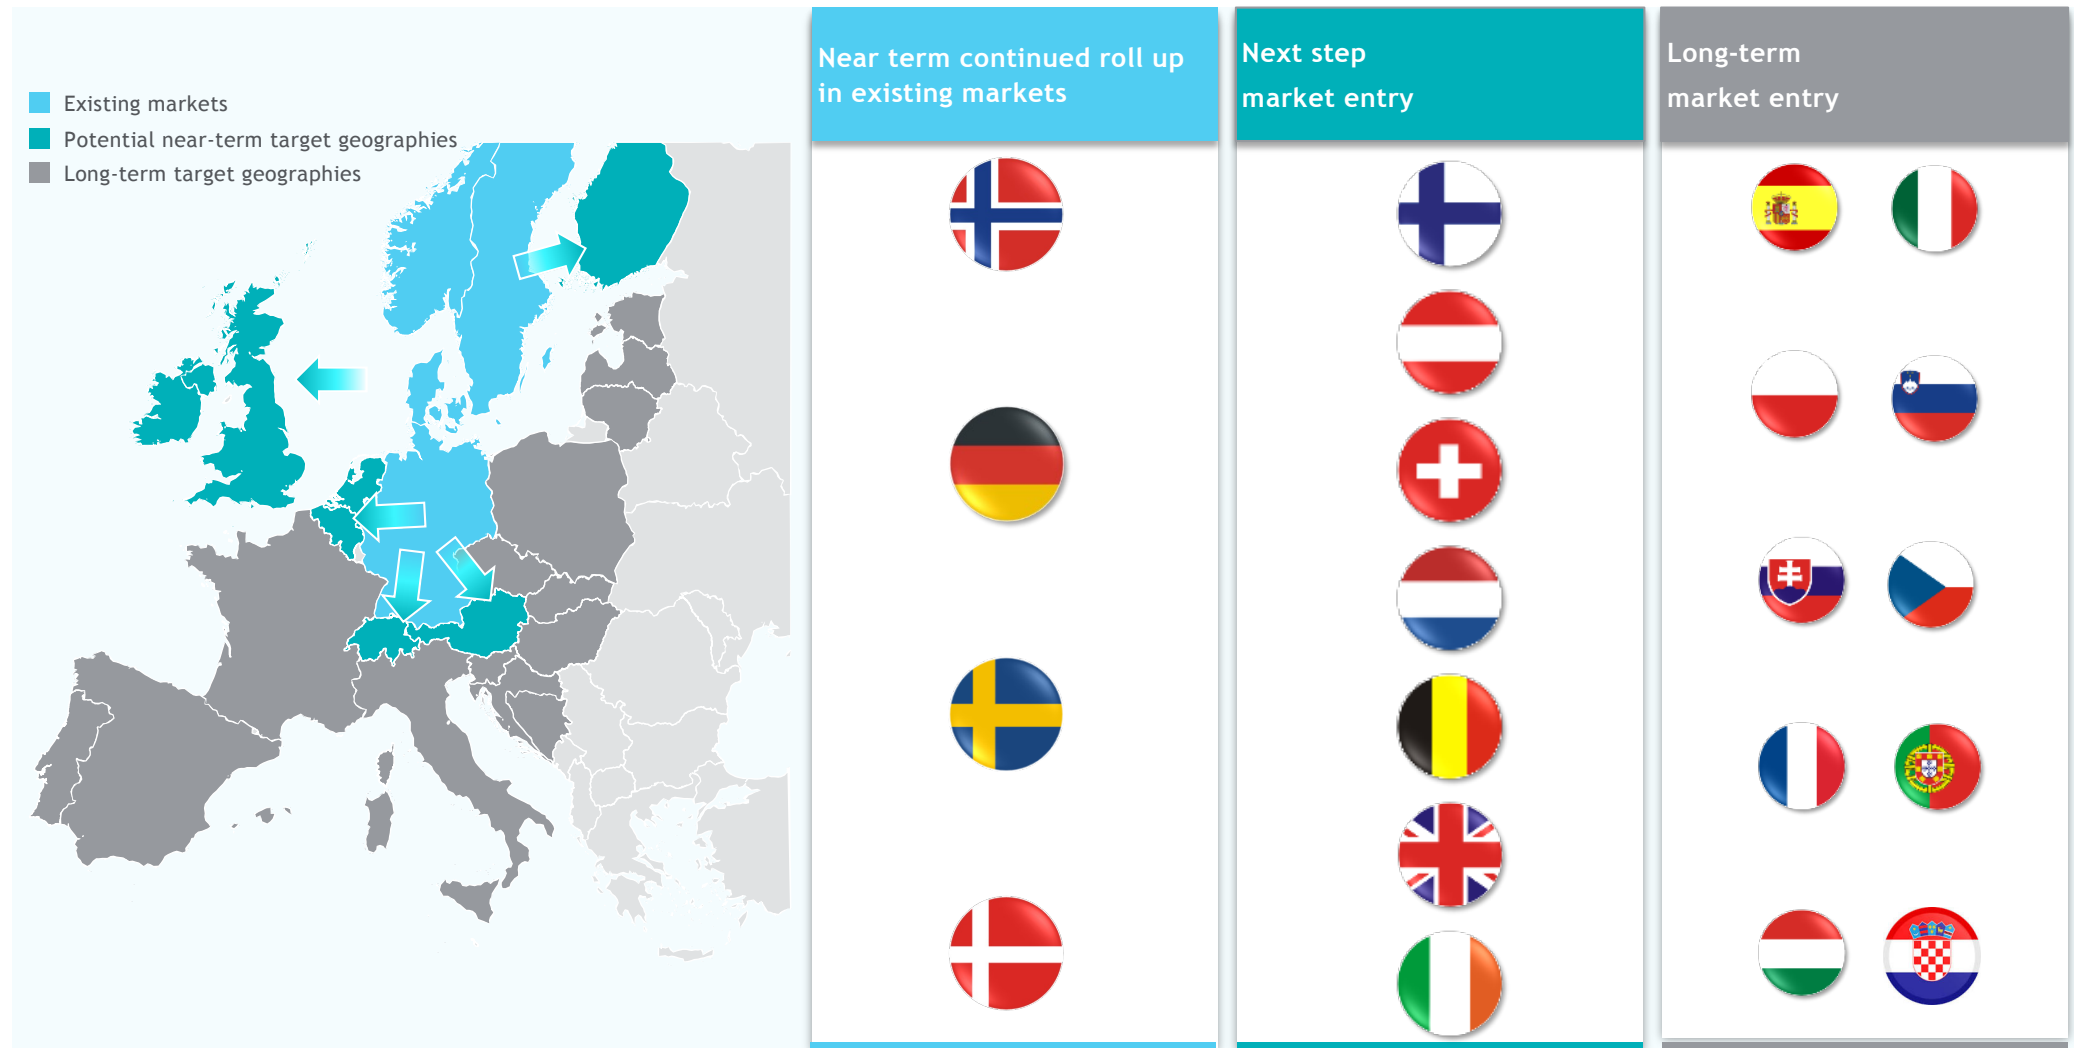 Existing markets
Potential near-term target geographies
Long-term target geographies
Near term continued roll up
in existing markets
Next step
market entry
Long-term
market entry